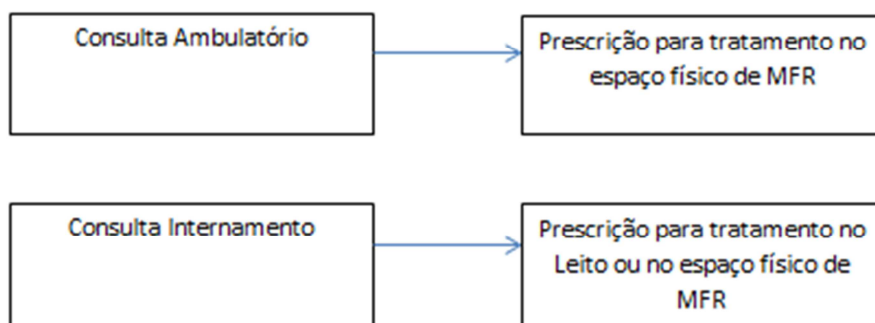 Consulta Ambulatório
Prescrição para tratamento no
espaço físico de MFR
Consulta Internamento
Prescrição para tratamento no
Leito ou no espaço físico de
MFR